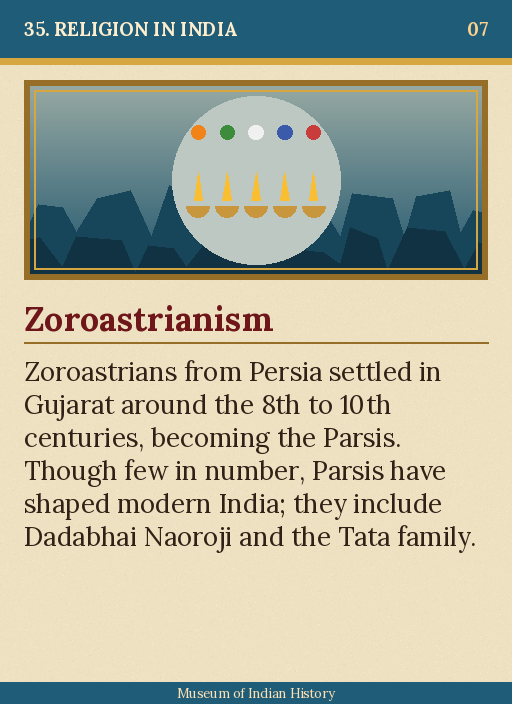 35. RELIGION IN INDIA
07
Zoroastrianism
Zoroastrians from Persia settled in
Gujarat around the 8th to 10th
centuries, becoming the Parsis.
Though few in number, Parsis have
shaped modern India; they include
Dadabhai Naoroji and the Tata family.
Museum of Indian History